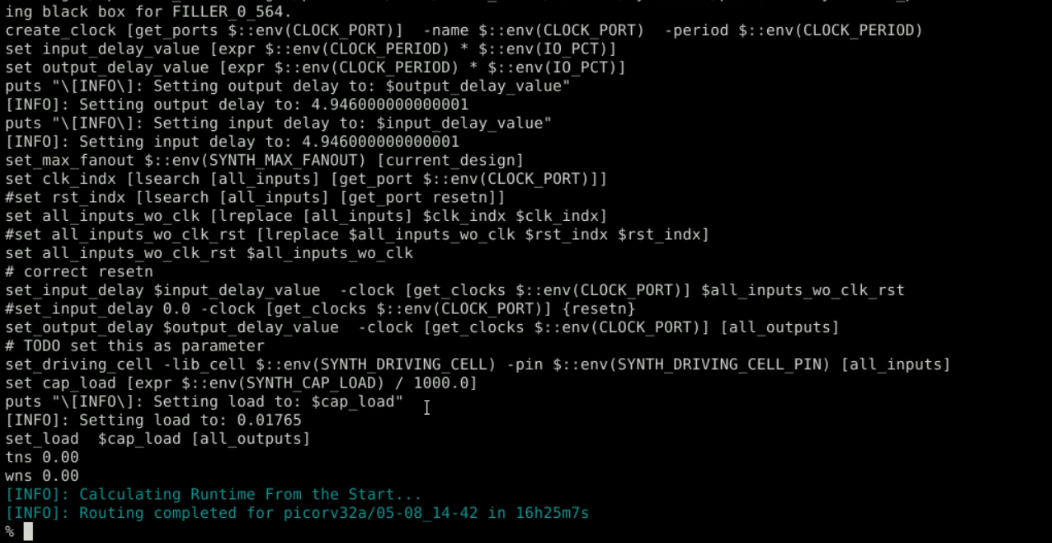 ing black box for FILLER_0_564.
create_clock [get_ports $::env(CLOCK_PORT)]  -name $::env(CLOCK_PORT)  -period $::env(CLOCK_PERIOD)
set input_delay_value [expr $::env(CLOCK_PERIOD) * $::env(IO_PCT)]
set output_delay_value [expr $::env(CLOCK_PERIOD) * $::env(IO_PCT)]
puts "\[INFO\]: Setting output delay to: $output_delay_value"
[INFO]: Setting output delay to: 4.946000000000001
puts "\[INFO\]: Setting input delay to: $input_delay_value"
[INFO]: Setting input delay to: 4.946000000000001
set_max_fanout $::env(SYNTH_MAX_FANOUT) [current_design]
set clk_indx [lsearch [all_inputs] [get_port $::env(CLOCK_PORT)]]
#set rst_indx [lsearch [all_inputs] [get_port resetn]]
set all_inputs_wo_clk [lreplace [all_inputs] $clk_indx $clk_indx]
#set all_inputs_wo_clk_rst [lreplace $all_inputs_wo_clk $rst_indx $rst_indx]
set all_inputs_wo_clk_rst $all_inputs_wo_clk
# correct resetn
set_input_delay $input_delay_value  -clock [get_clocks $::env(CLOCK_PORT)] $all_inputs_wo_clk_rst
#set_input_delay 0.0 -clock [get_clocks $::env(CLOCK_PORT)] {resetn}
set_output_delay $output_delay_value  -clock [get_clocks $::env(CLOCK_PORT)] [all_outputs]
# TODO set this as parameter
set_driving_cell -lib_cell $::env(SYNTH_DRIVING_CELL) -pin $::env(SYNTH_DRIVING_CELL_PIN) [all_inputs]
set cap_load [expr $::env(SYNTH_CAP_LOAD) / 1000.0]
puts "\[INFO\]: Setting load to: $cap_load"
[INFO]: Setting load to: 0.01765
set_load  $cap_load [all_outputs]
tns 0.00
wns 0.00
[INFO]: Calculating Runtime From the Start...
[INFO]: Routing completed for picorv32a/05-08_14-42 in 16h25m7s
%